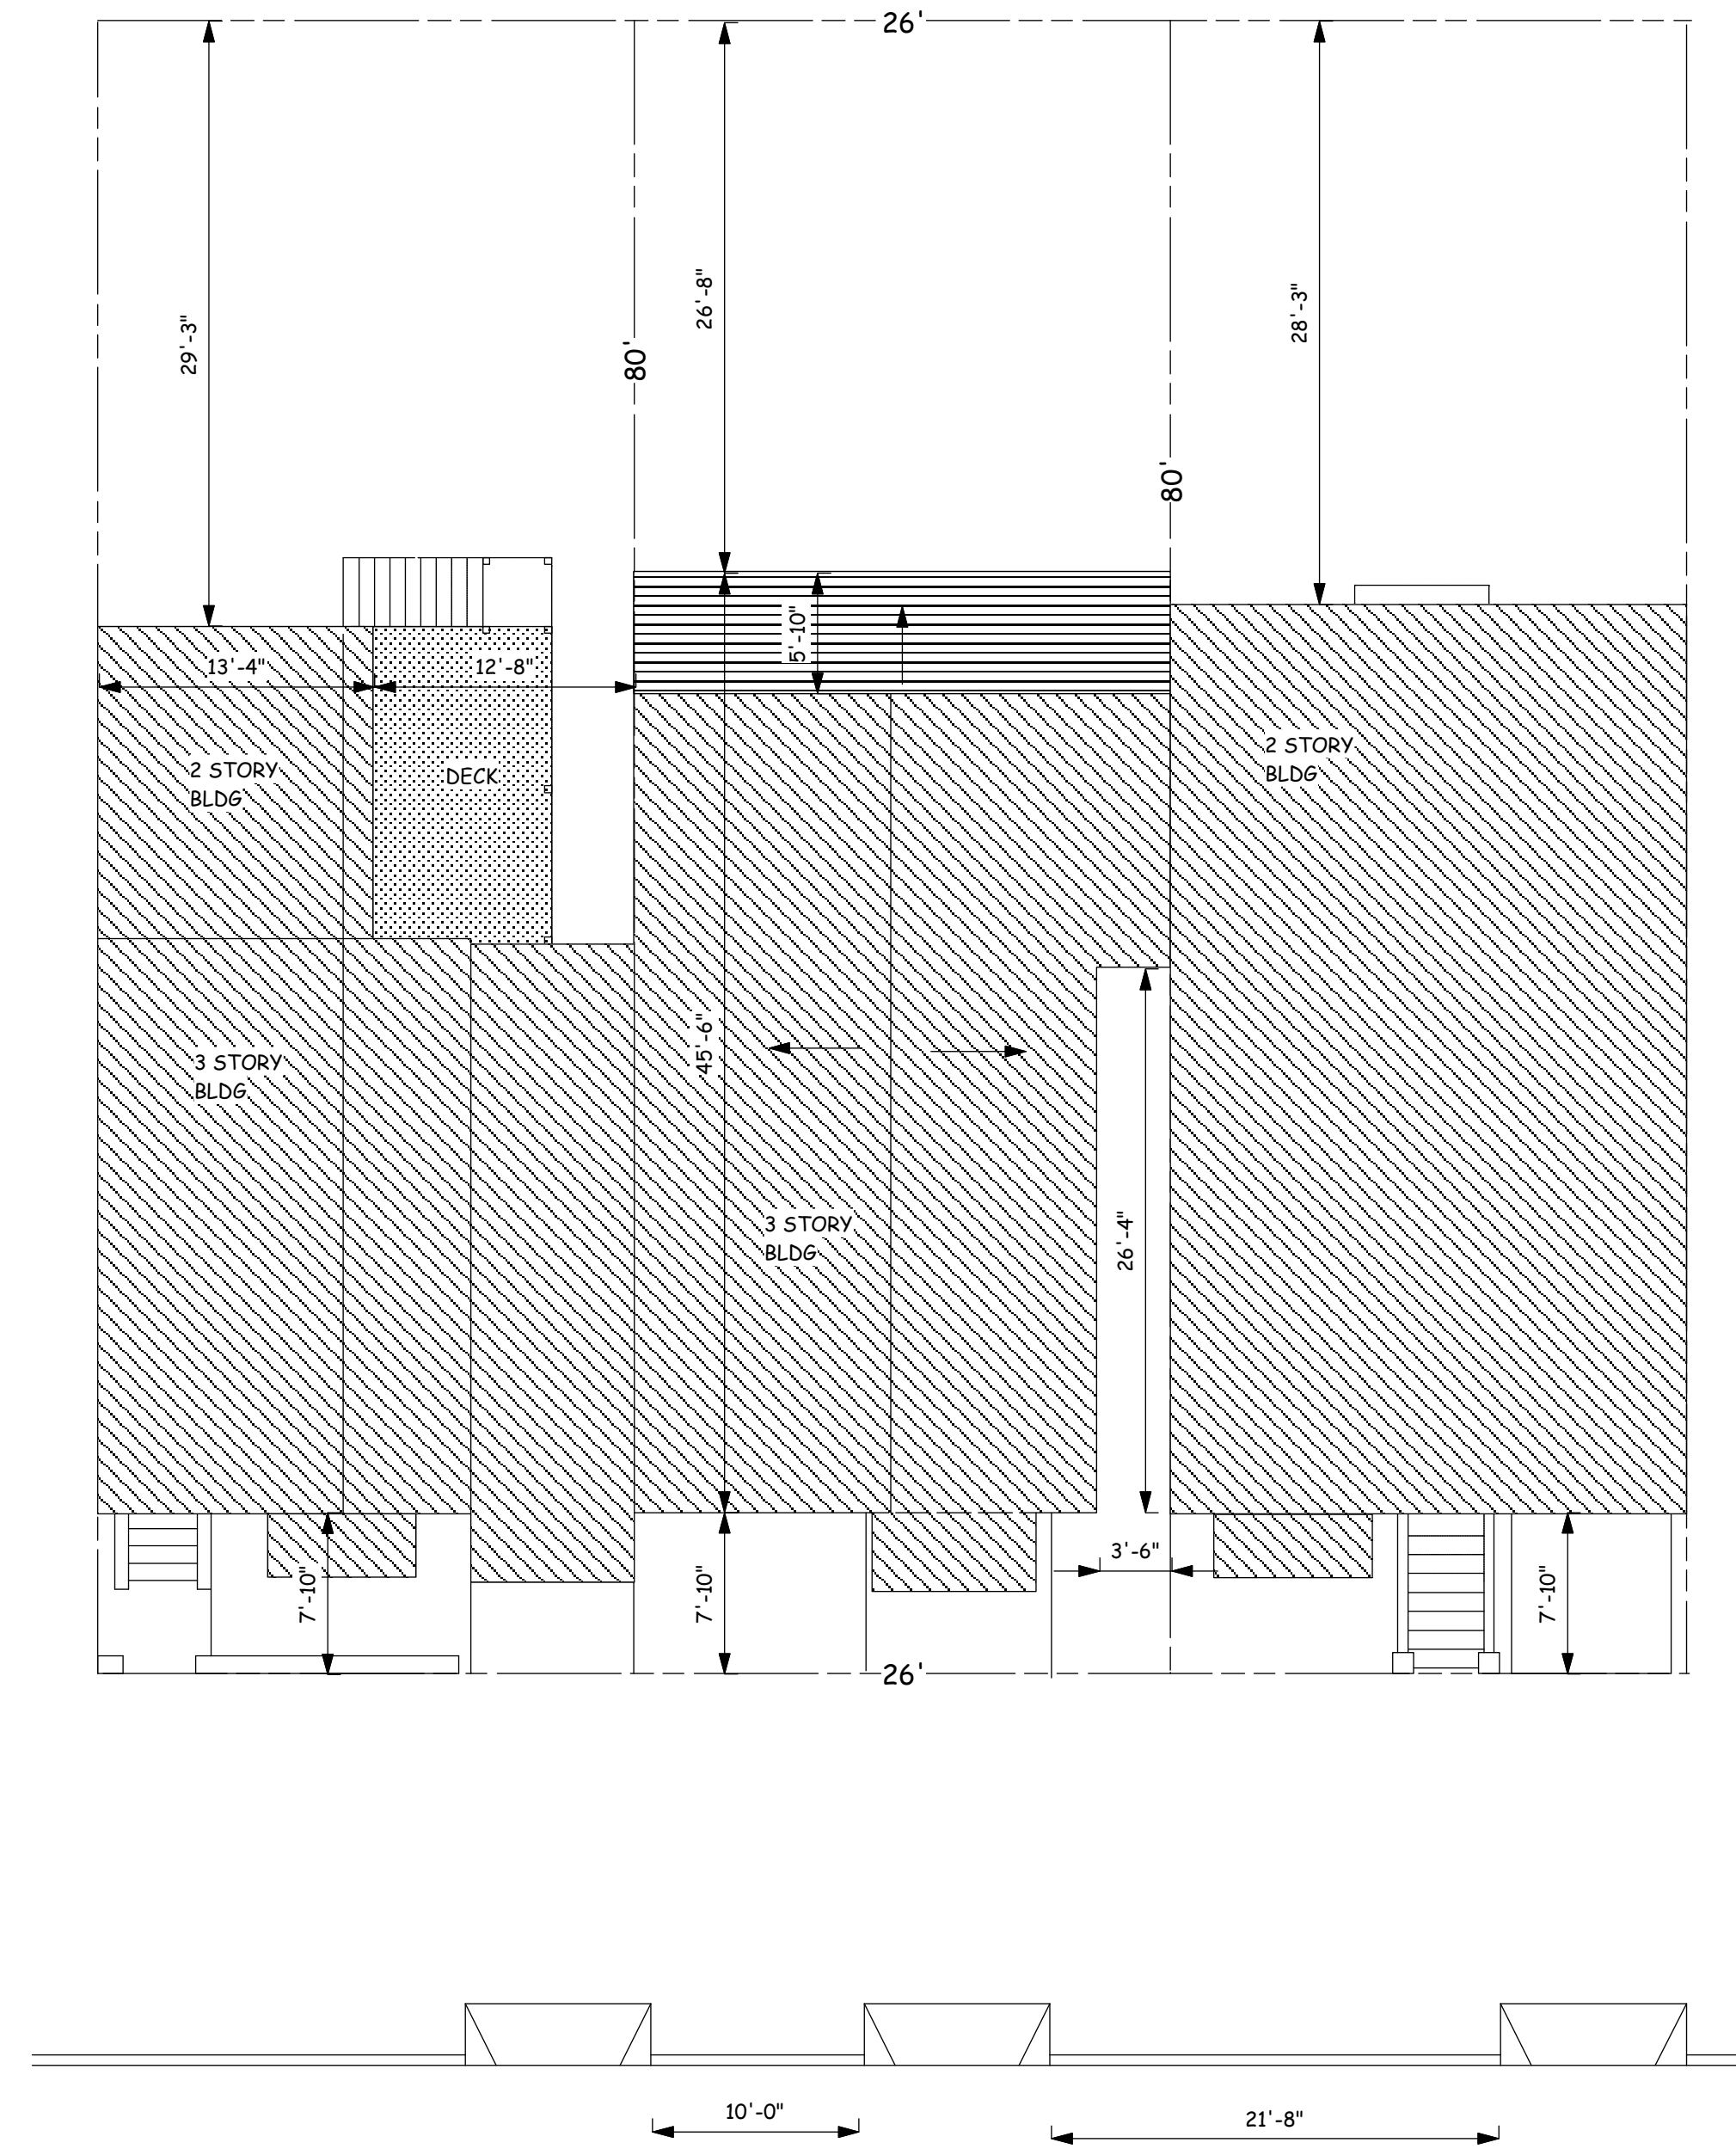 26'
26'-8"
28'-3"
29'-3"
80'
80'
5'-10"
13'-4"
12'-8"
2 STORY
BLDG
DECK
2 STORY
BLDG
45'-6"
3 STORY
BLDG
3 STORY
BLDG
26'-4"
3'-6"
7'-10"
7'-10"
7'-10"
26'
10'-0"
21'-8"